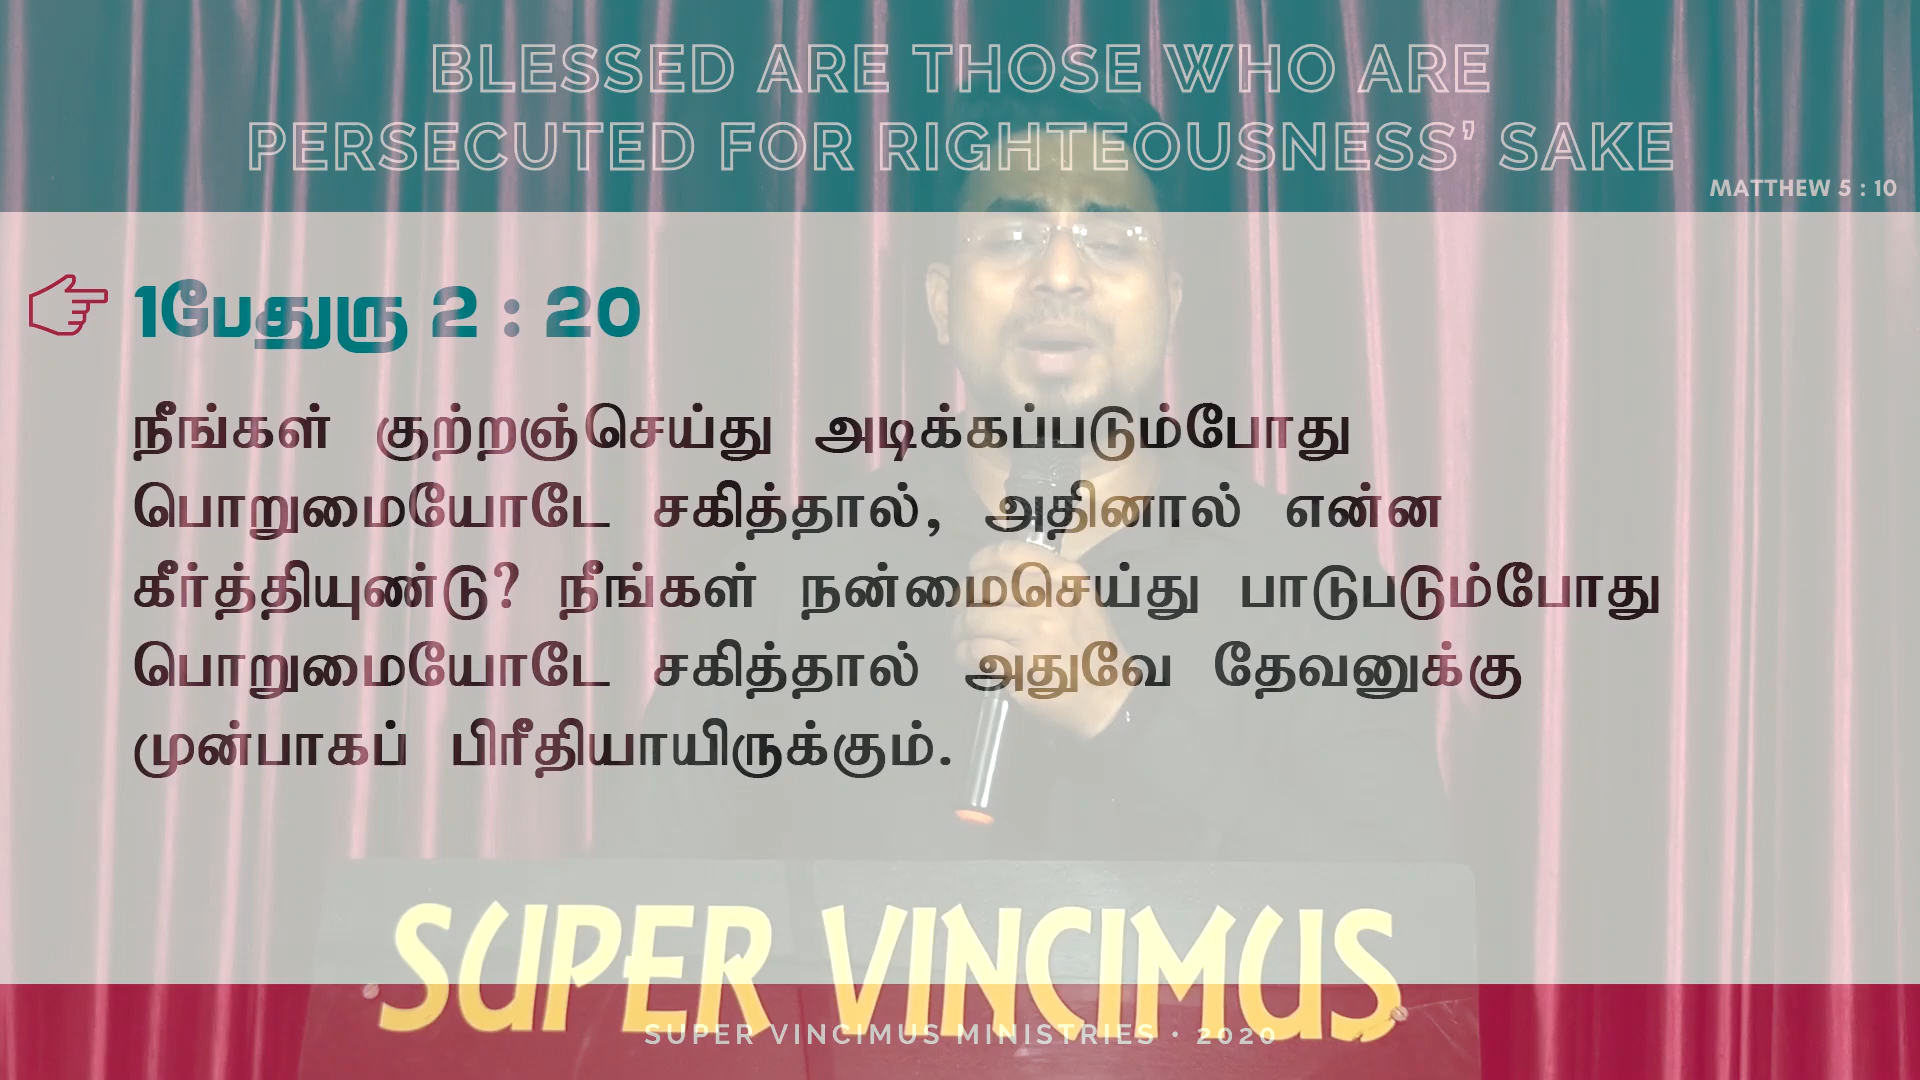 BLESSED ARE THOSE WHO ARE
PERSECUTED FOR RIGHTEOUSNESS’ SAKE
MATTHEW 5 : 10
1பேதுரு 2 : 20
நீங்கள் குற்றஞ்செய்து அடிக்கப்படும்போது
பொறுமையோடே சகித்தால், அதினால் என்ன
கீர்த்தியுண்டு? நீங்கள் நன்மைசெய்து பாடுபடும்போது
பொறுமையோடே சகித்தால் அதுவே தேவனுக்கு
முன்பாகப் பிரீதியாயிருக்கும்.
SUPER VINCIMUS
SUPER VINCIMUS MINISTRIES · 2020